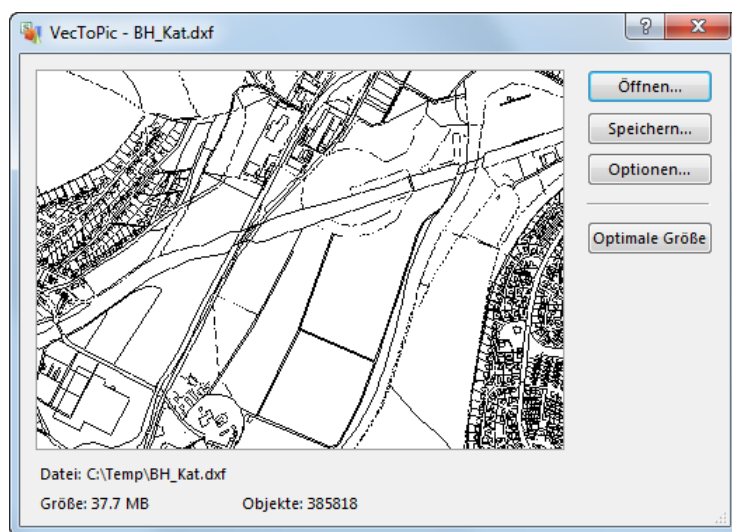 VecToPic - BH_Kat.dxf
Öffnen...
Speichern...
Optionen...
Optimale Größe
Datei: C:\Temp\BH_Kat.dxf
Größe: 37.7 MB Objekte: 385818